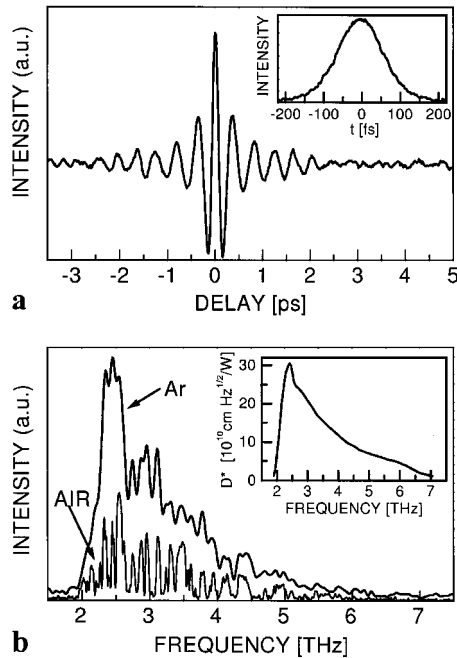 INTENSITY (a.u.)
INTENSITY
-200 -100 0 100 200
t [fs]
-3 -2 -1 0 1 2 3 4 5
DELAY [ps]
a
INTENSITY (a.u.)
Ar
AIR
D* [10¹⁰cm Hz¹/²/W]
30
20
10
0
2 3 4 5 6 7
FREQUENCY [THz]
2 3 4 5 6 7
FREQUENCY [THz]
b